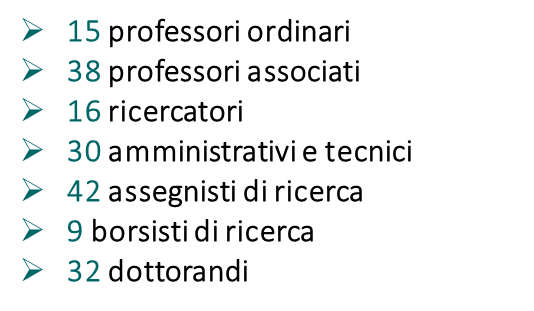 ➢ 15 professori ordinari
➢ 38 professori associati
➢ 16 ricercatori
➢ 30 amministrativi e tecnici
➢ 42 assegnisti di ricerca
➢ 9 borsisti di ricerca
➢ 32 dottorandi